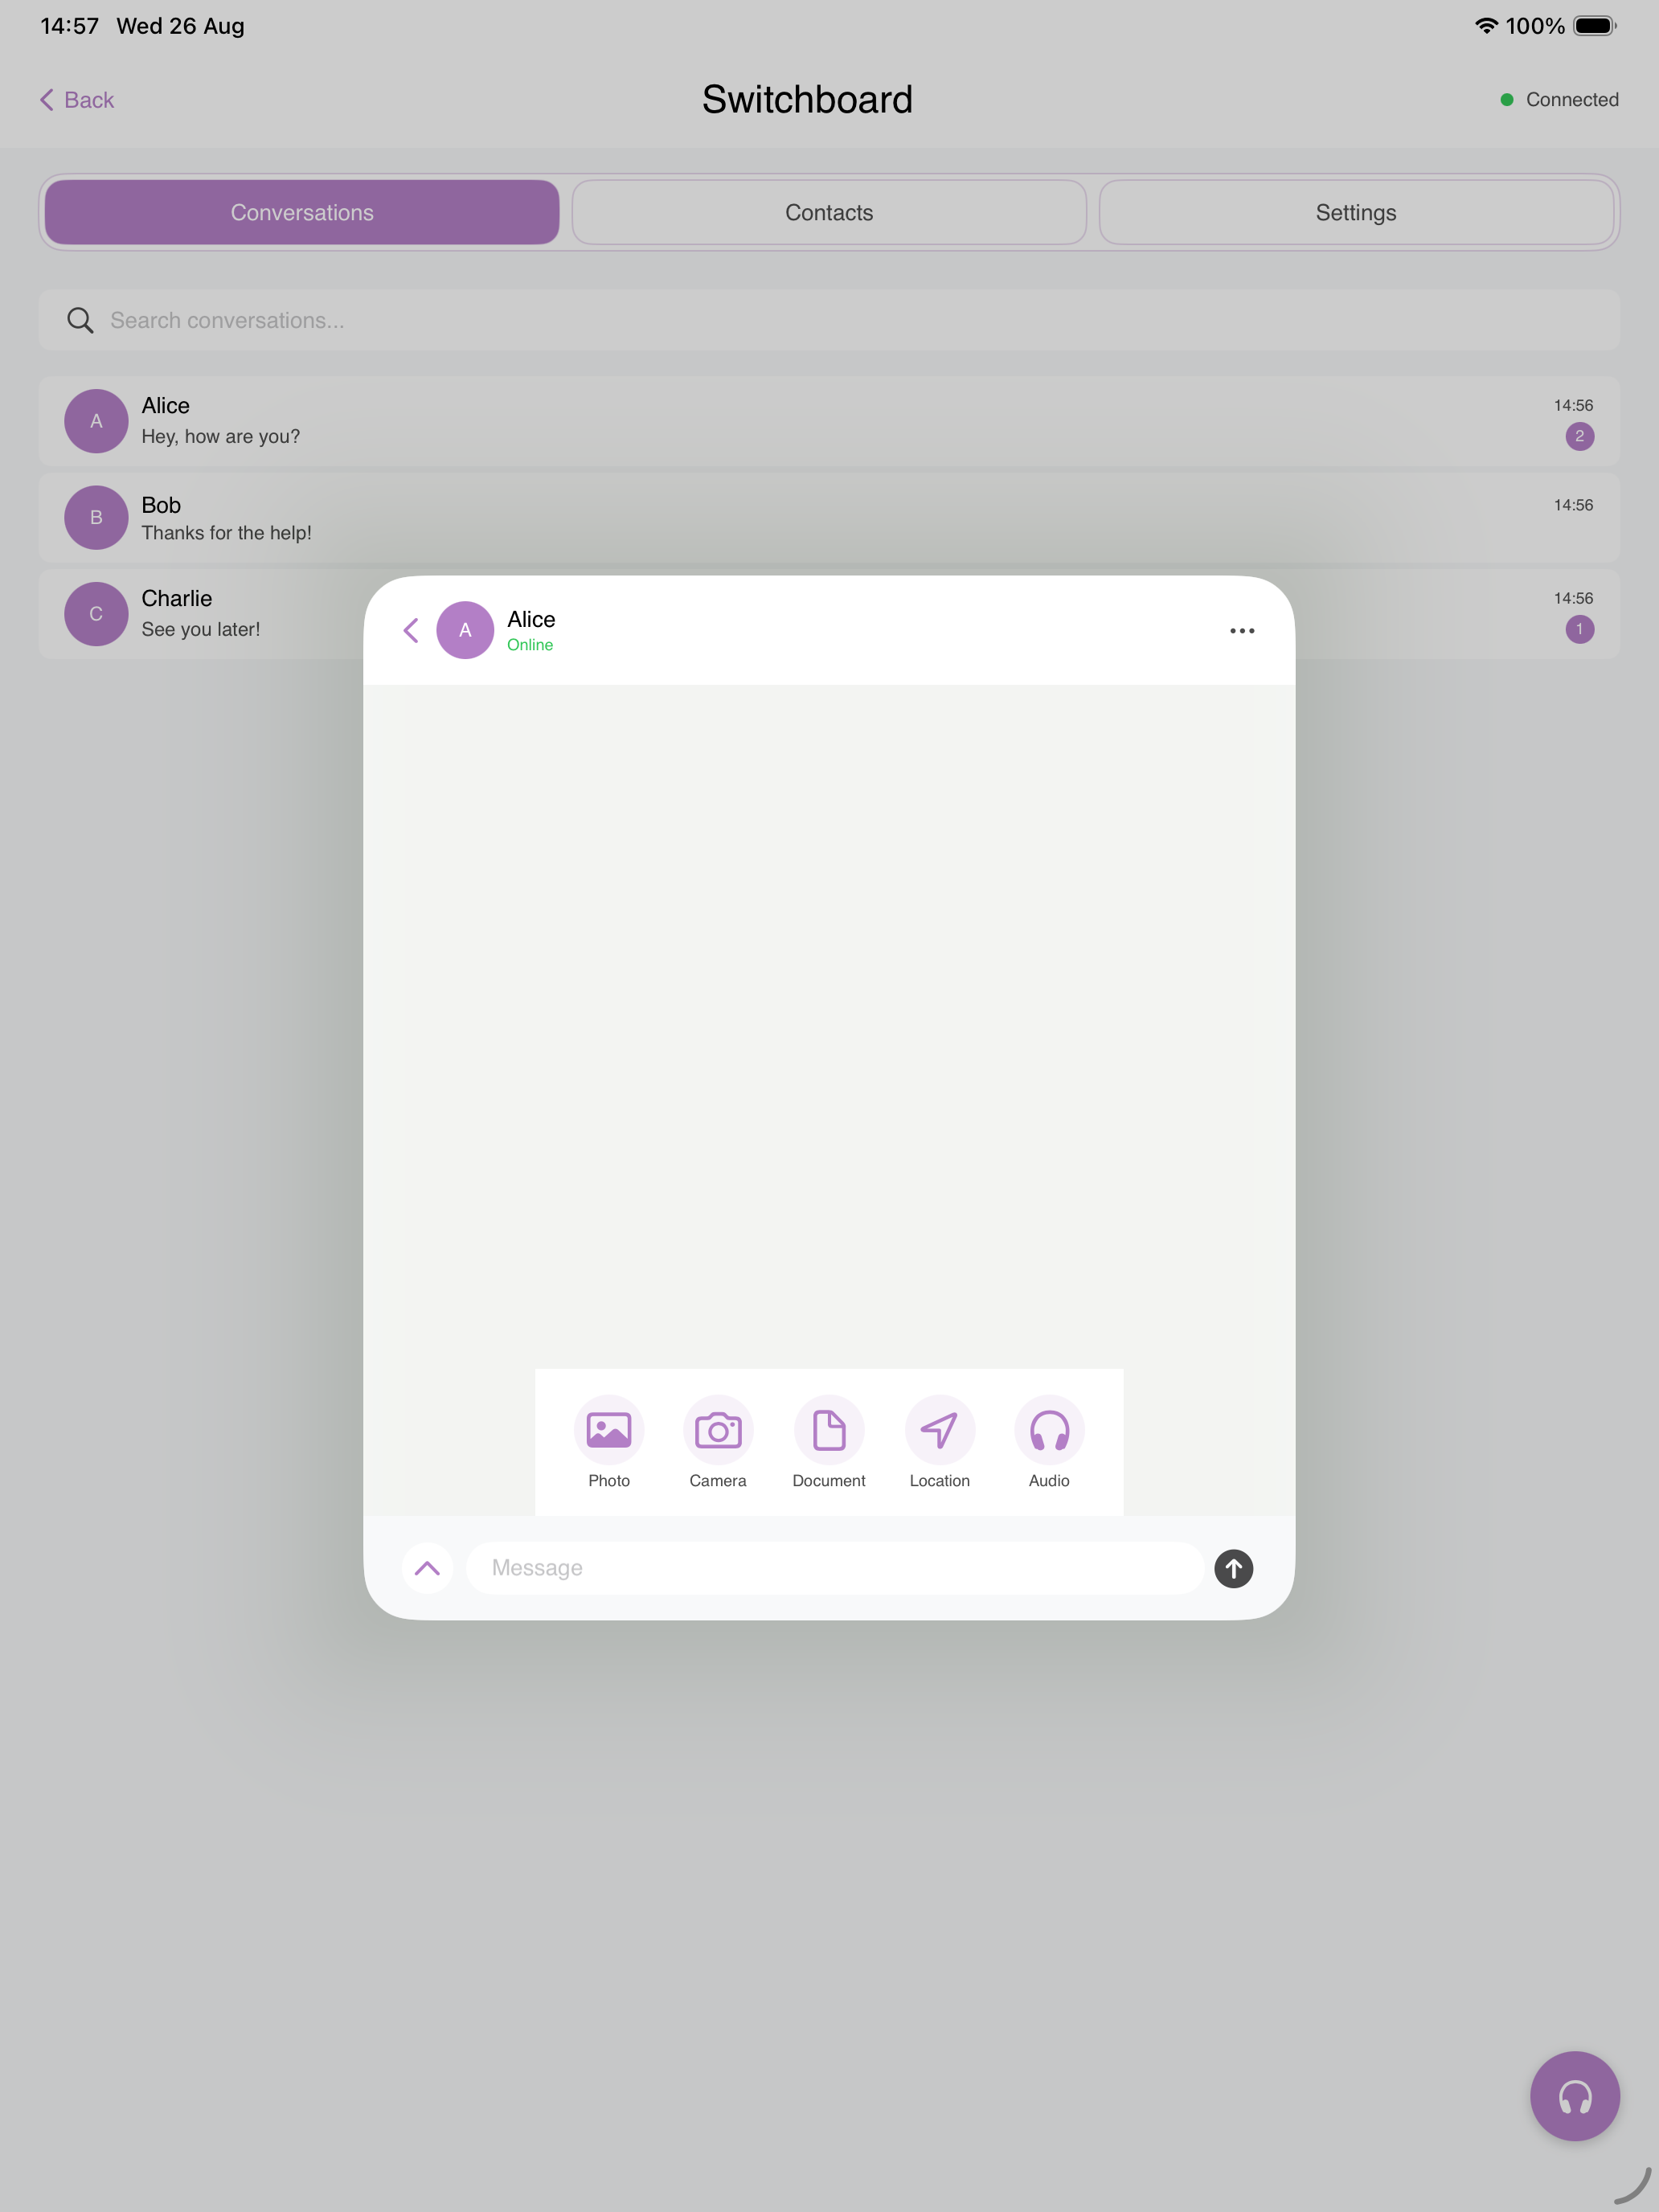 14:57 Wed 26 Aug
100%
Back
Switchboard
Connected
Conversations
Contacts
Settings
Search conversations...
A
Alice
14:56
Hey, how are you?
2
B
Bob
14:56
Thanks for the help!
C
Charlie
14:56
See you later!
1
A
Alice
Online
Photo
Camera
Document
Location
Audio
Message